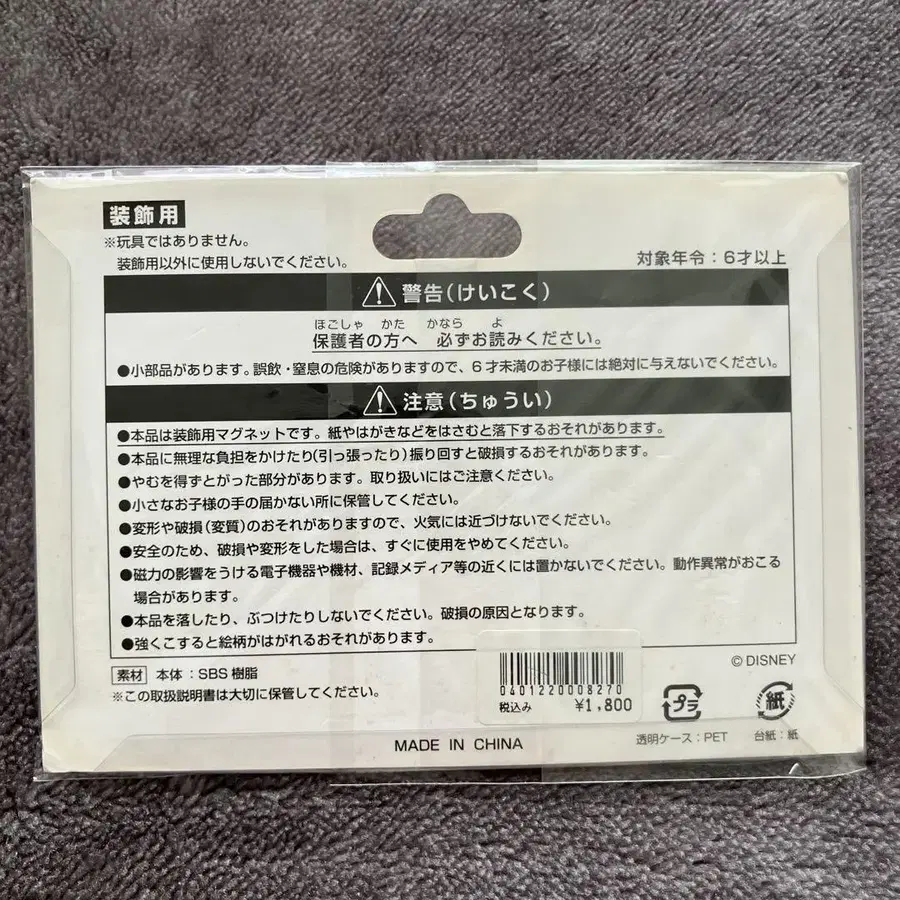 装飾用
※玩具ではありません。
装飾用以外に使用しないでください。
対象年令：6才以上
警告（けいこく）
ほごしゃ かた かなら よ
保護者の方へ 必ずお読みください。
●小部品があります。誤飲・窒息の危険がありますので、6才未満のお子様には絶対に与えないでください。
注意（ちゅうい）
●本品は装飾用マグネットです。紙やはがきなどをはさむと落下するおそれがあります。
●本品に無理な負担をかけたり（引っ張ったり）振り回すと破損するおそれがあります。
●やむを得ずとがった部分があります。取り扱いにはご注意ください。
●小さなお子様の手の届かない所に保管してください。
●変形や破損（変質）のおそれがありますので、火気には近づけないでください。
●安全のため、破損や変形をした場合は、すぐに使用をやめてください。
●磁力の影響をうける電子機器や機材、記録メディア等の近くには置かないでください。動作異常がおこる
場合があります。
●本品を落したり、ぶつけたりしないでください。破損の原因となります。
●強くこすると絵柄がはがれるおそれがあります。
素材 本体：SBS樹脂
※この取扱説明書は大切に保管してください。
0401220008270
税込み ¥1,800
©DISNEY
プラ
紙
透明ケース：PET
台紙：紙
MADE IN CHINA